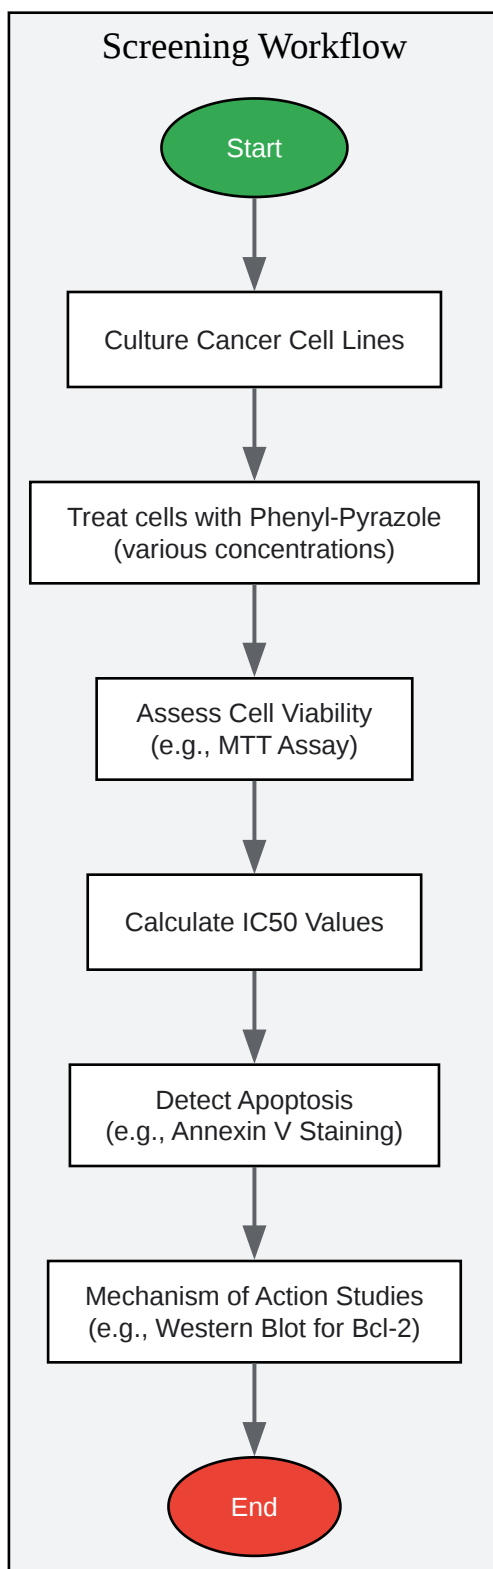 Screening Workflow
Start
Culture Cancer Cell Lines
Treat cells with Phenyl-Pyrazole
(various concentrations)
Assess Cell Viability
(e.g., MTT Assay)
Calculate IC50 Values
Detect Apoptosis
(e.g., Annexin V Staining)
Mechanism of Action Studies
(e.g., Western Blot for Bcl-2)
End